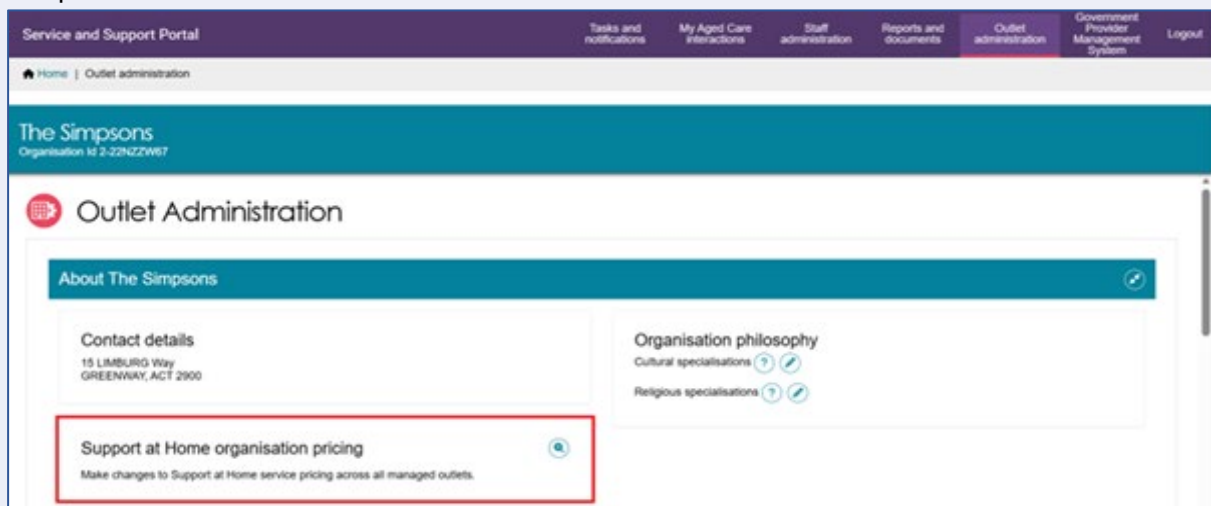 Service and Support Portal
Tasks and notifications
My Aged Care interactions
Staff administration
Reports and documents
Outlet administration
Government Provider Management System
Logout
Home | Outlet administration
The Simpsons
Organisation Id 2-22NZZW67
Outlet Administration
About The Simpsons
Contact details
15 LIMBURG Way
GREENWAY, ACT 2900
Organisation philosophy
Cultural specialisations ?
Religious specialisations ?
Support at Home organisation pricing
Make changes to Support at Home service pricing across all managed outlets.